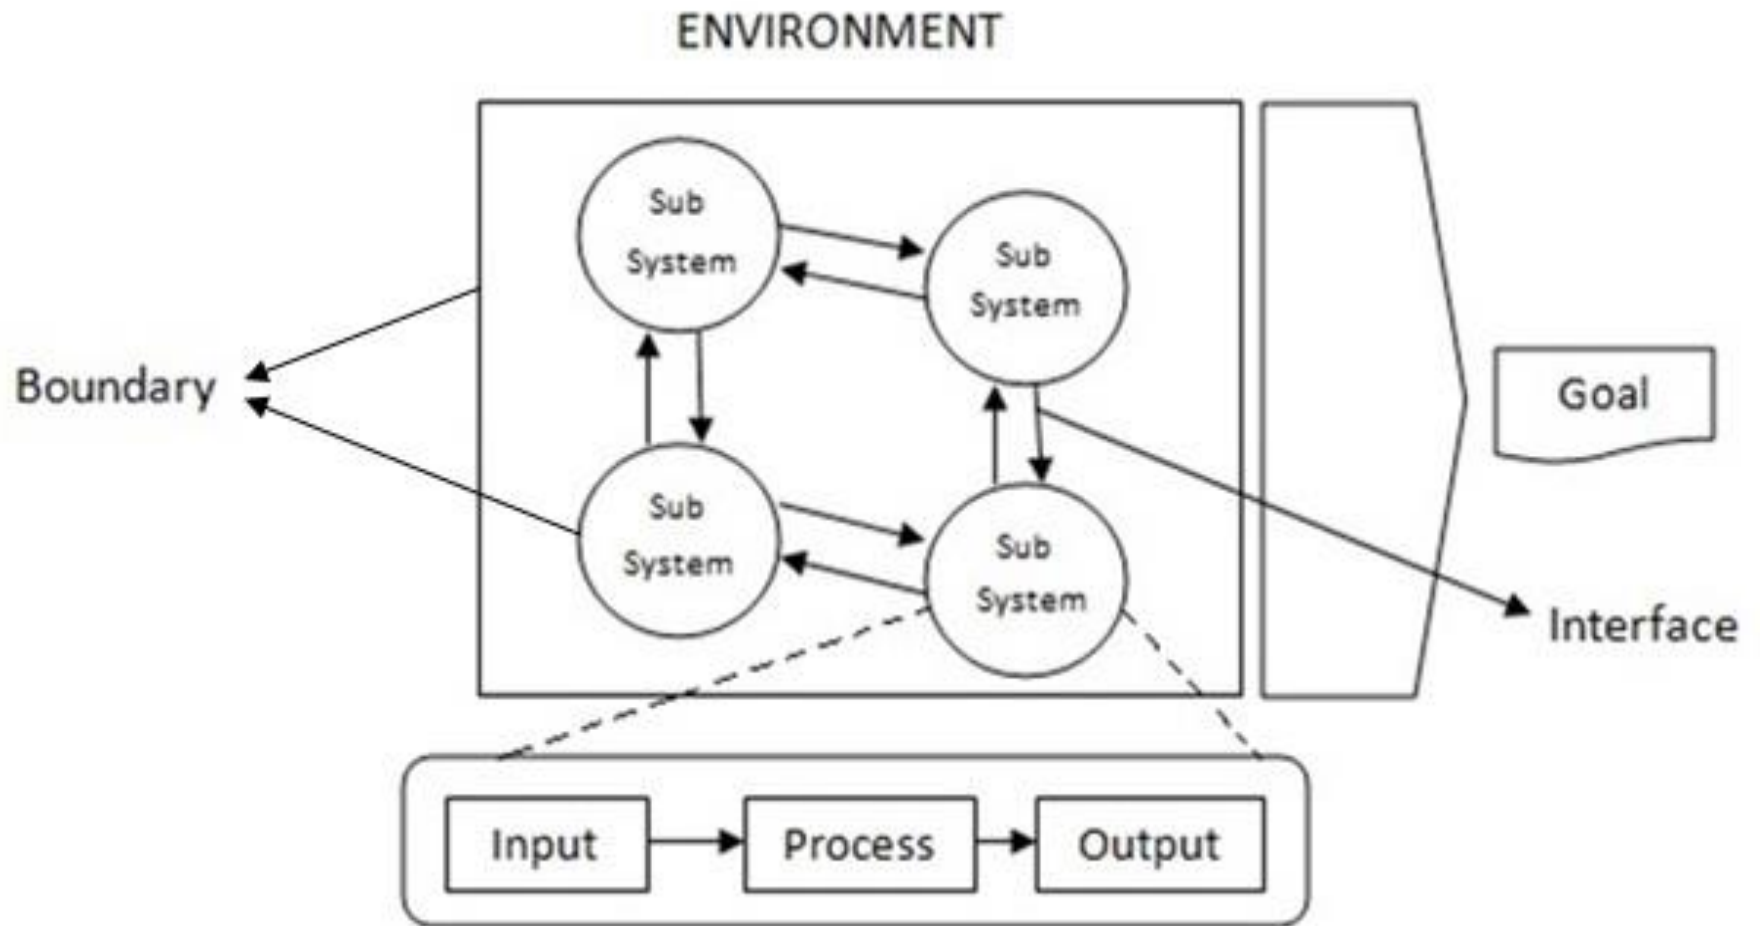 ENVIRONMENT
Sub
System
Sub
System
Boundary
Goal
Sub
System
Sub
System
Interface
Input
Process
Output